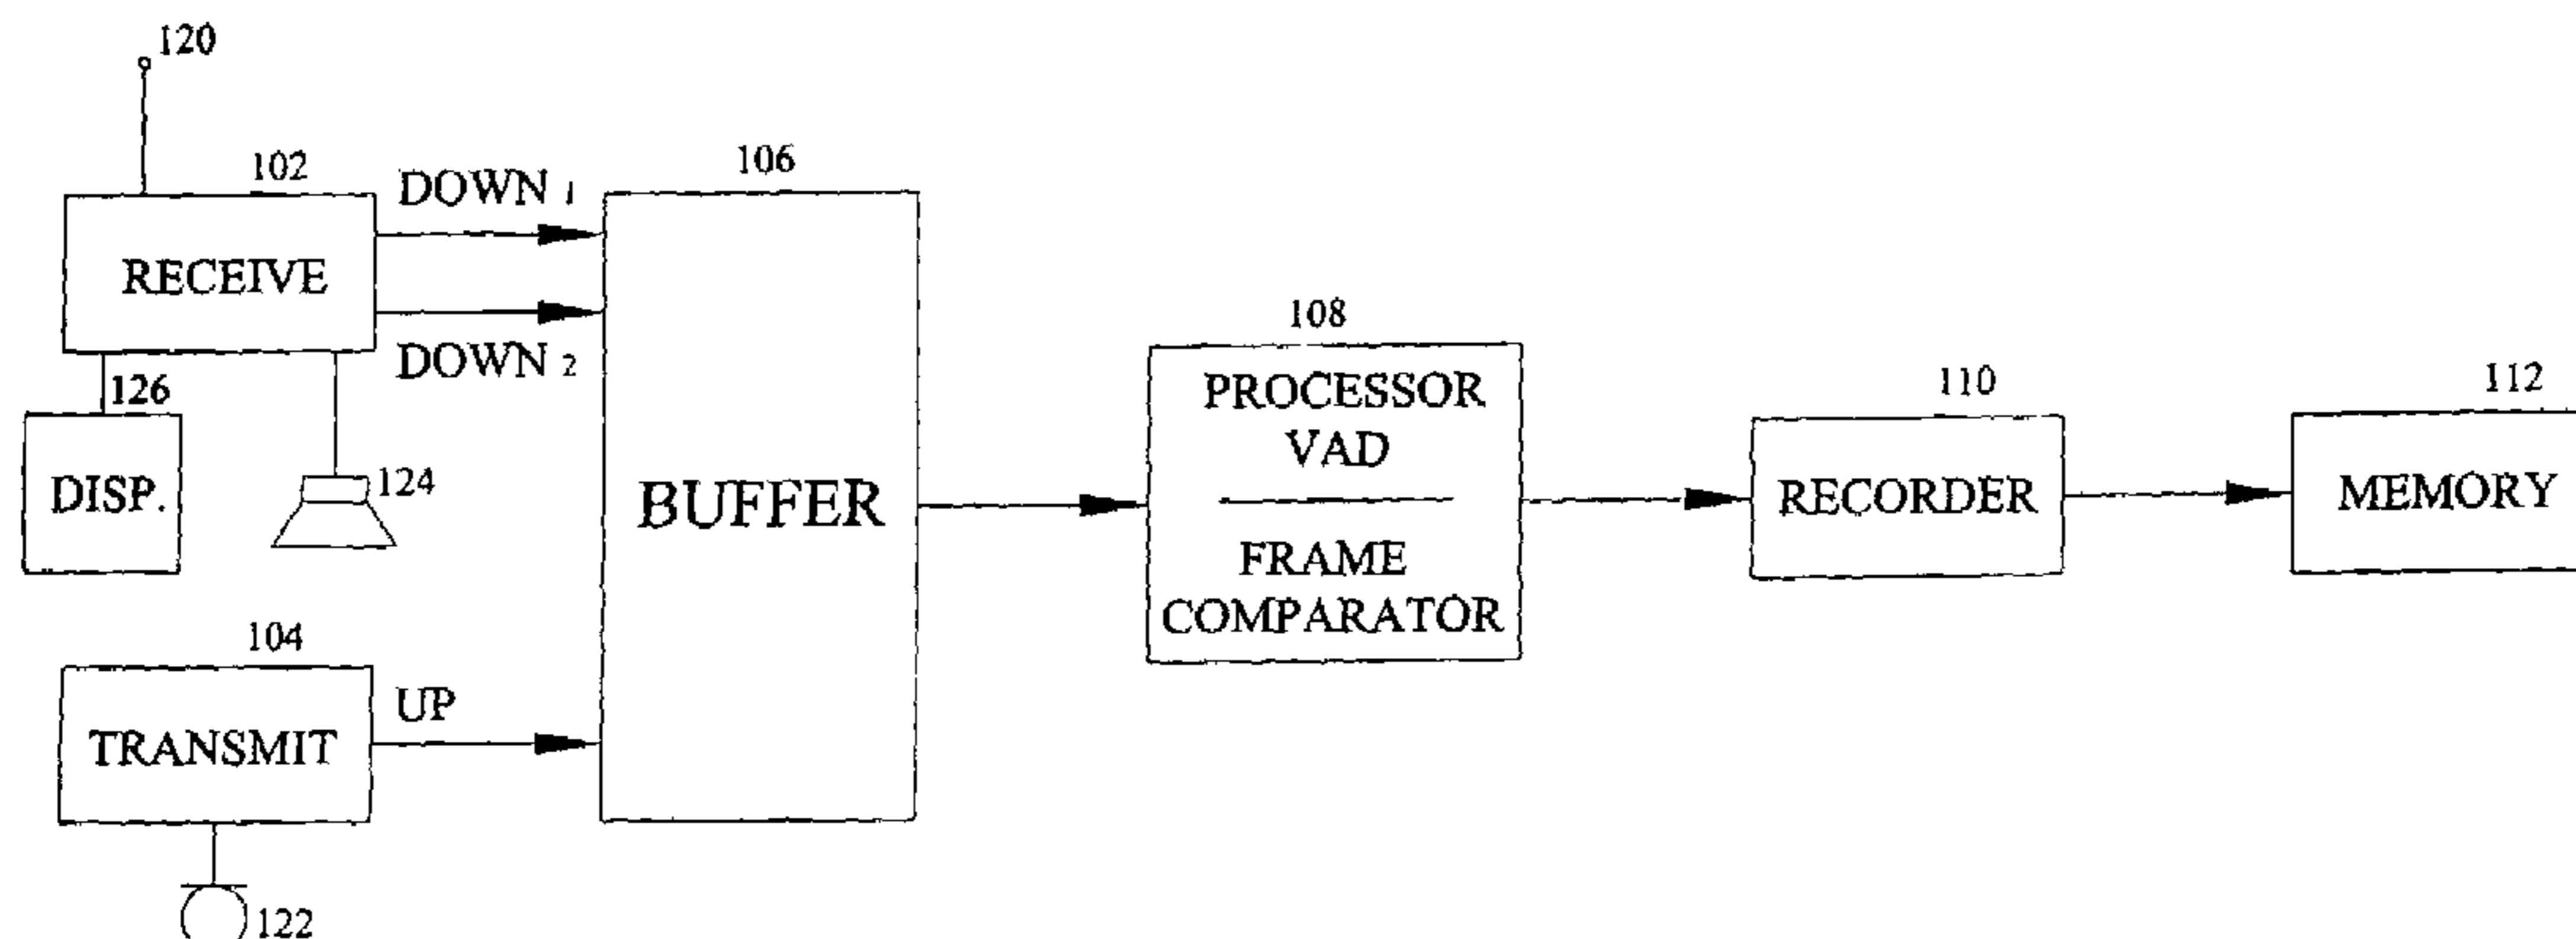 120
102
RECEIVE
DOWN 1
DOWN 2
126
DISP.
124
104
TRANSMIT
UP
122
106
BUFFER
108
PROCESSOR
VAD
FRAME
COMPARATOR
110
RECORDER
112
MEMORY